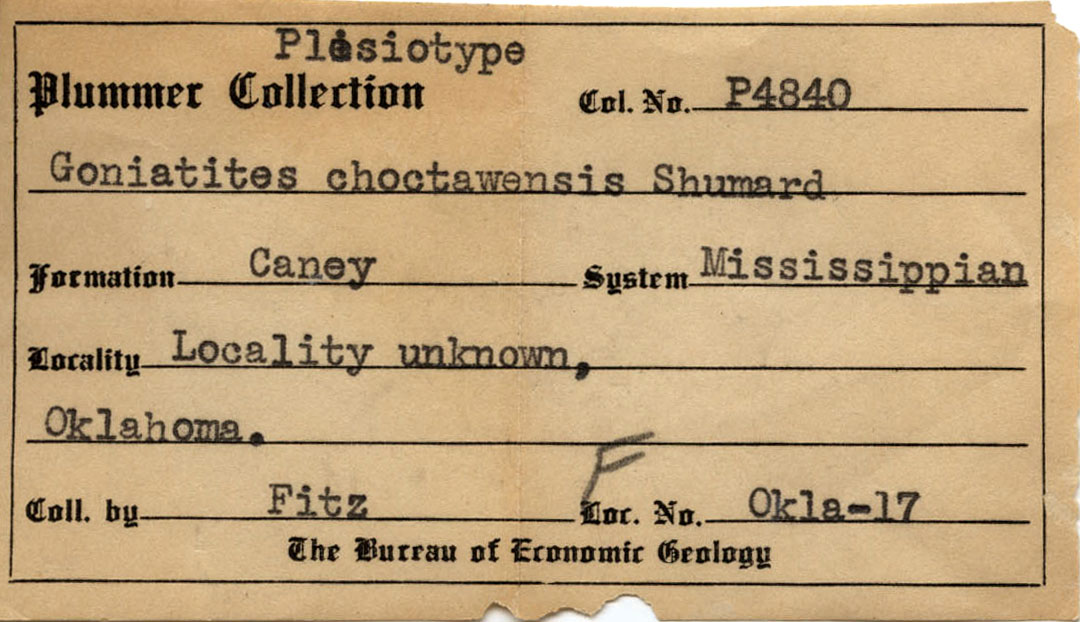 Plesiotype
Plummer Collection Col. No. P4840
Goniatites choctawensis Shumard
Formation Caney System Mississippian
Locality Locality unknown,
Oklahoma.
F
Coll. by Fitz Loc. No. Okla-17
The Bureau of Economic Geology